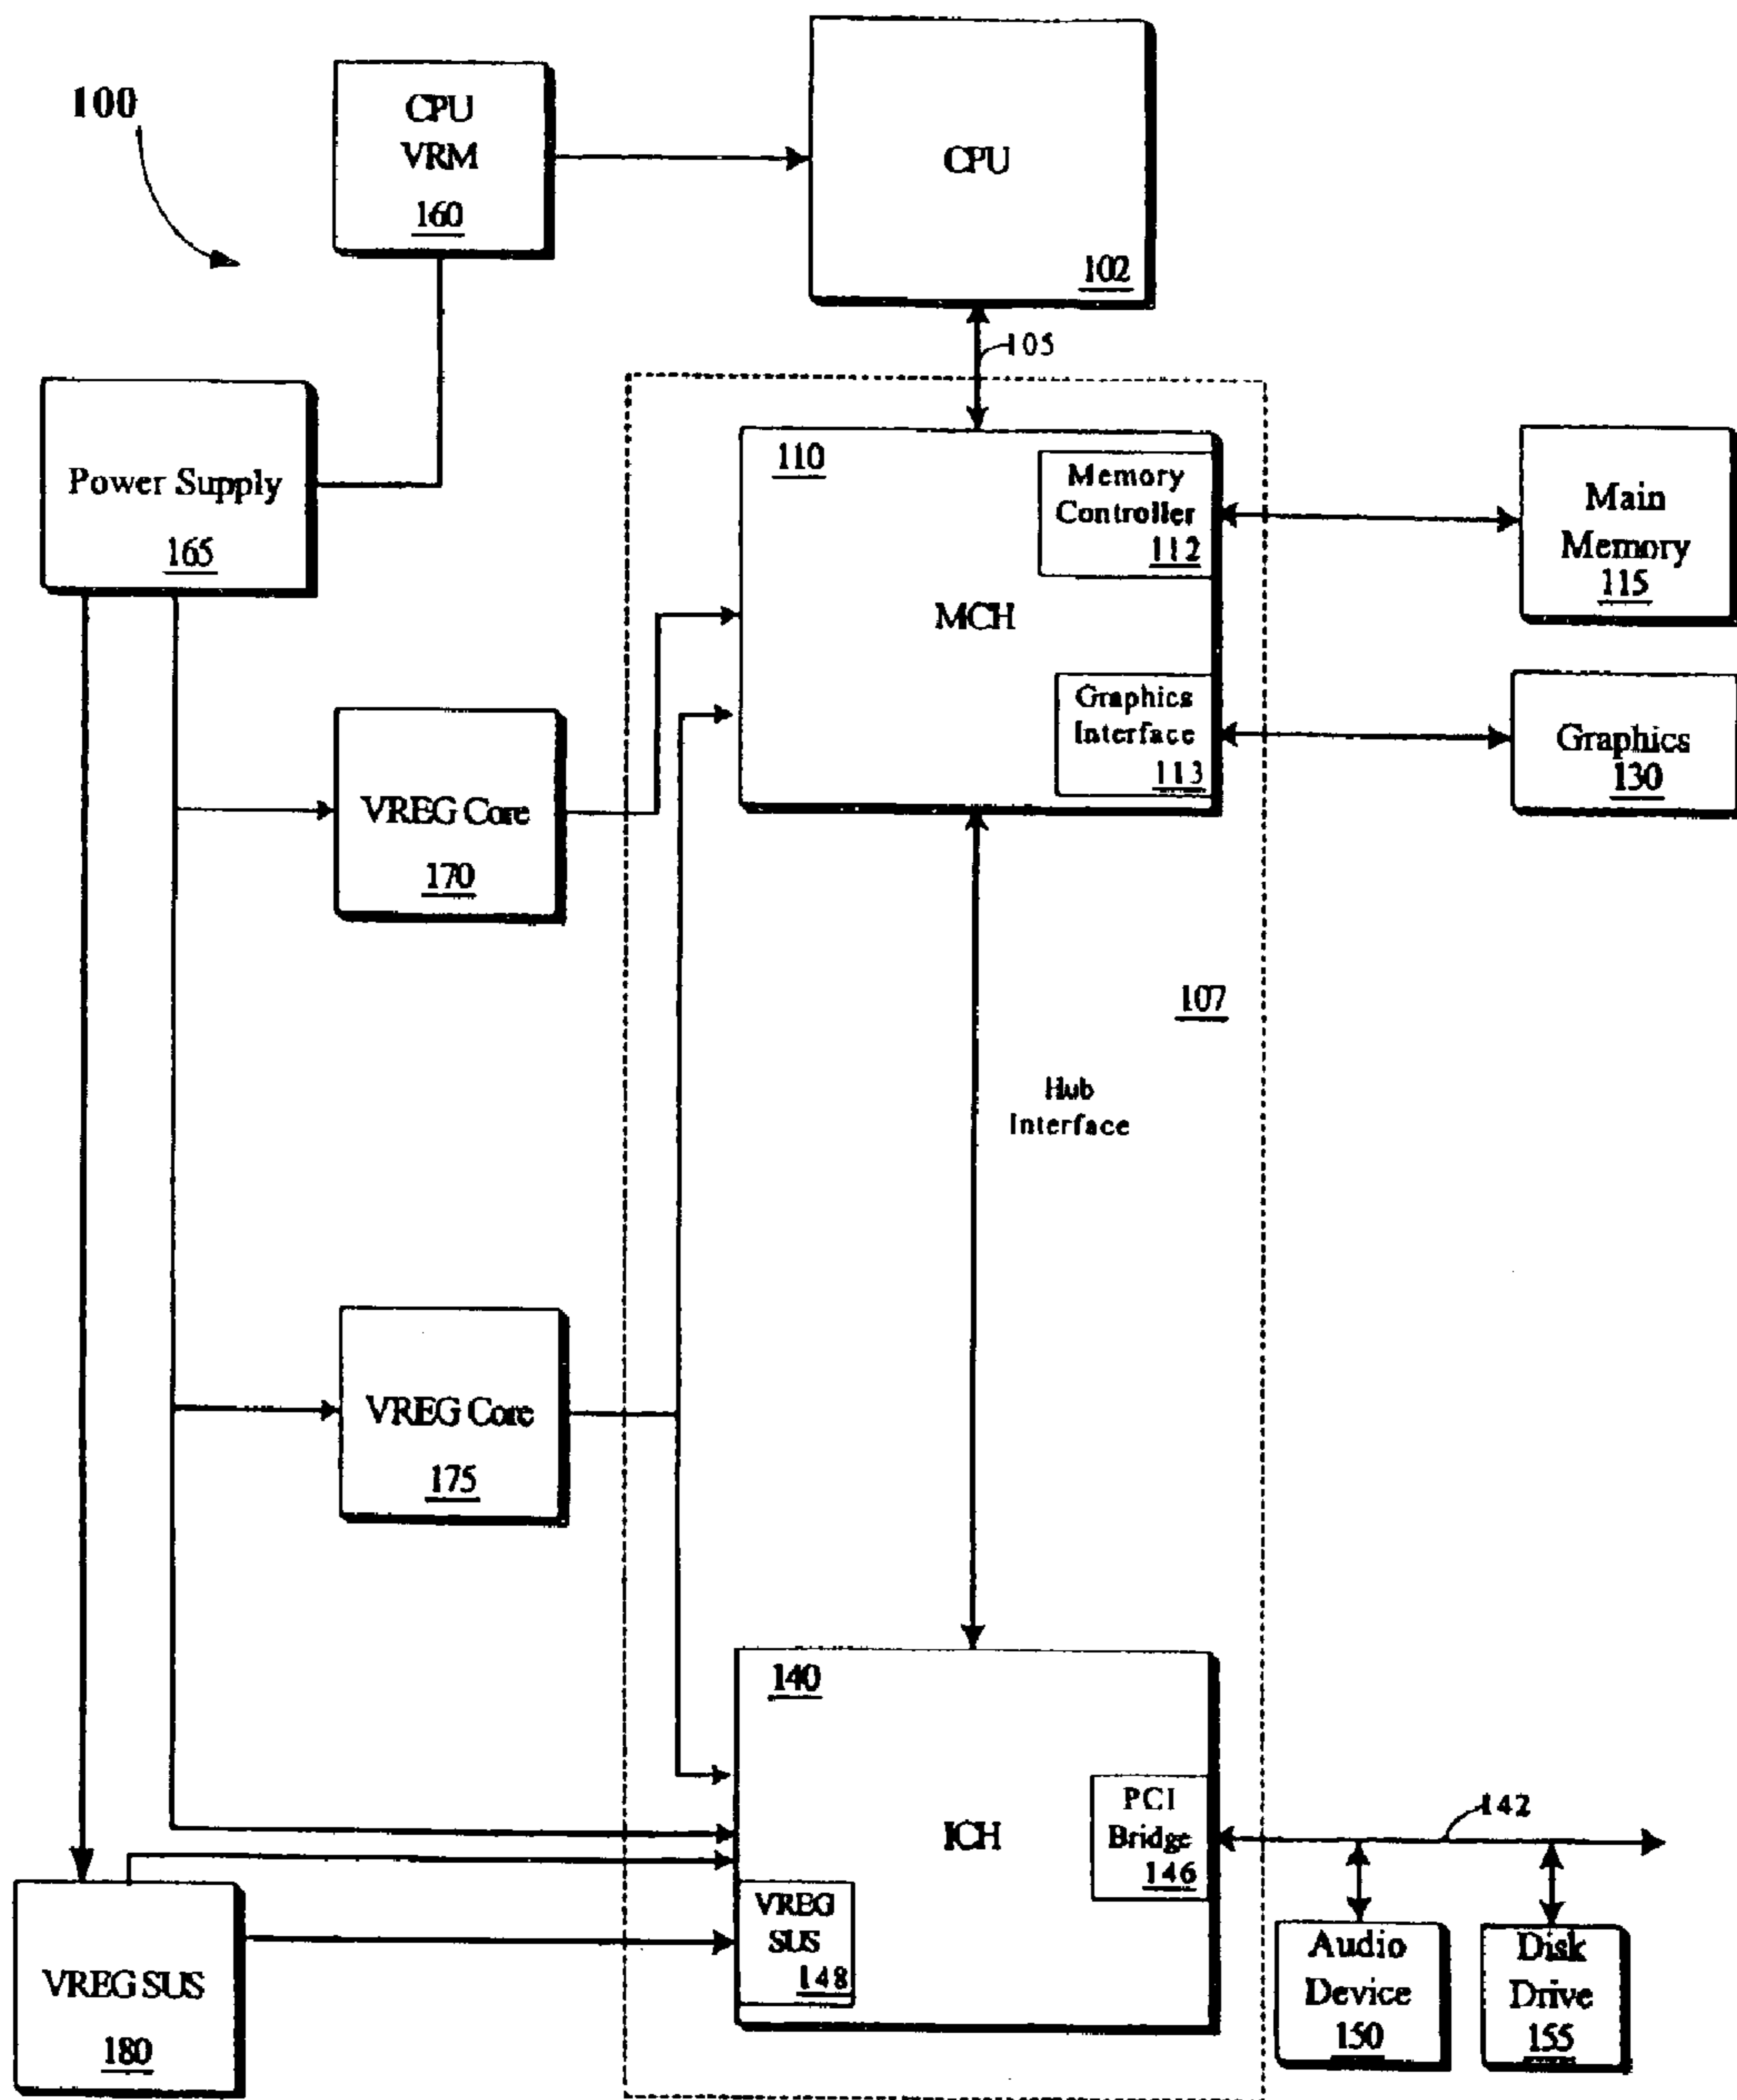 100
CPU
VRM
160
CPU
102
105
Power Supply
165
110
Memory
Controller
112
MCH
Graphics
Interface
113
Main
Memory
115
Graphics
130
VREG Core
170
107
Hub
Interface
VREG Core
175
140
ICH
PCI
Bridge
146
VREG
SUS
148
142
VREG SUS
180
Audio
Device
150
Disk
Drive
155